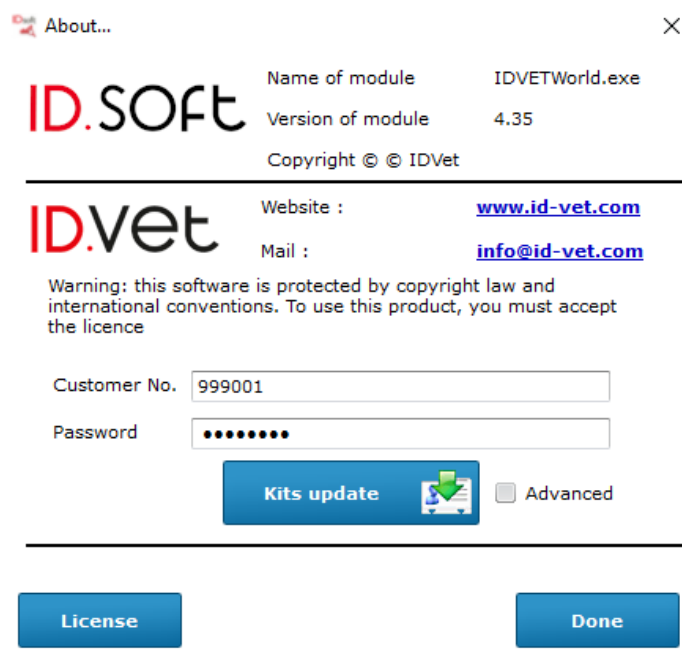 About...
ID.SOFT
Name of module IDVETWorld.exe
Version of module 4.35
Copyright © © IDVet
ID.Vet
Website : www.id-vet.com
Mail : info@id-vet.com
Warning: this software is protected by copyright law and
international conventions. To use this product, you must accept
the licence
Customer No. 999001
Password ●●●●●●●●
Kits update
Advanced
License
Done